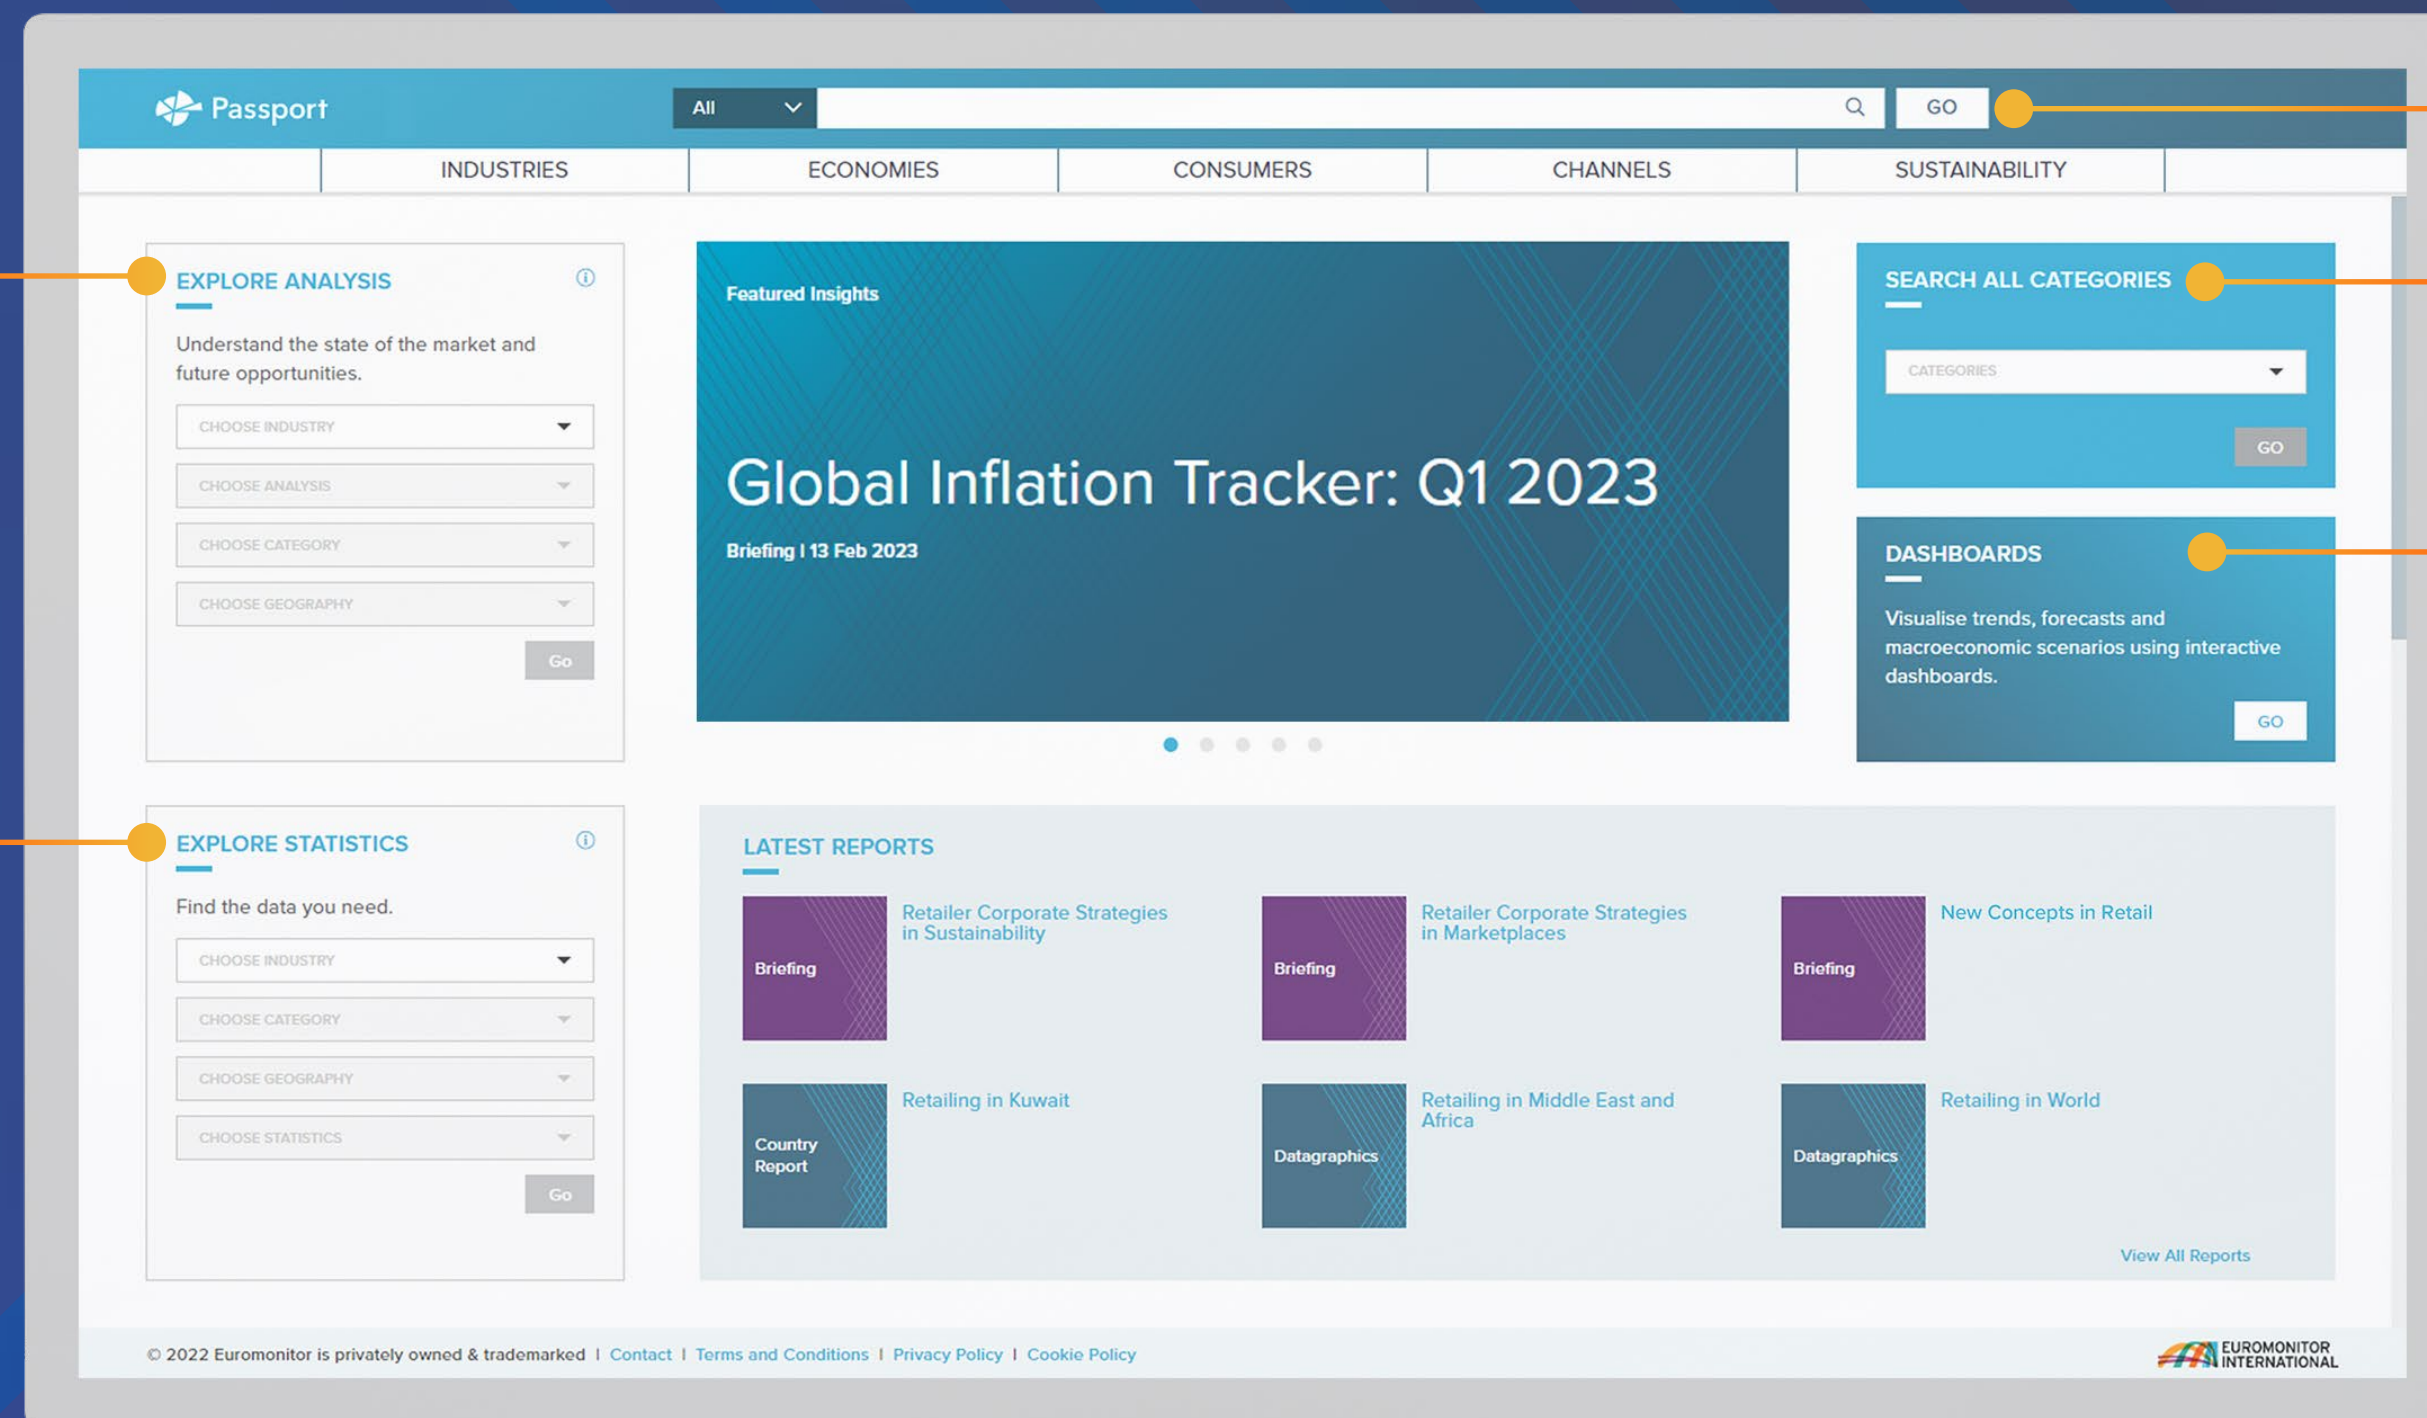 Passport
All
GO
INDUSTRIES
ECONOMIES
CONSUMERS
CHANNELS
SUSTAINABILITY
EXPLORE ANALYSIS
Understand the state of the market and
future opportunities.
CHOOSE INDUSTRY
CHOOSE ANALYSIS
CHOOSE CATEGORY
CHOOSE GEOGRAPHY
Go
Featured Insights
Global Inflation Tracker: Q1 2023
Briefing | 13 Feb 2023
SEARCH ALL CATEGORIES
CATEGORIES
GO
DASHBOARDS
Visualise trends, forecasts and
macroeconomic scenarios using interactive
dashboards.
GO
EXPLORE STATISTICS
Find the data you need.
CHOOSE INDUSTRY
CHOOSE CATEGORY
CHOOSE GEOGRAPHY
CHOOSE STATISTICS
Go
LATEST REPORTS
Briefing
Retailer Corporate Strategies
in Sustainability
Briefing
Retailer Corporate Strategies
in Marketplaces
Briefing
New Concepts in Retail
Country
Report
Retailing in Kuwait
Datagraphics
Retailing in Middle East and
Africa
Datagraphics
Retailing in World
View All Reports
© 2022 Euromonitor is privately owned & trademarked | Contact | Terms and Conditions | Privacy Policy | Cookie Policy
EUROMONITOR
INTERNATIONAL